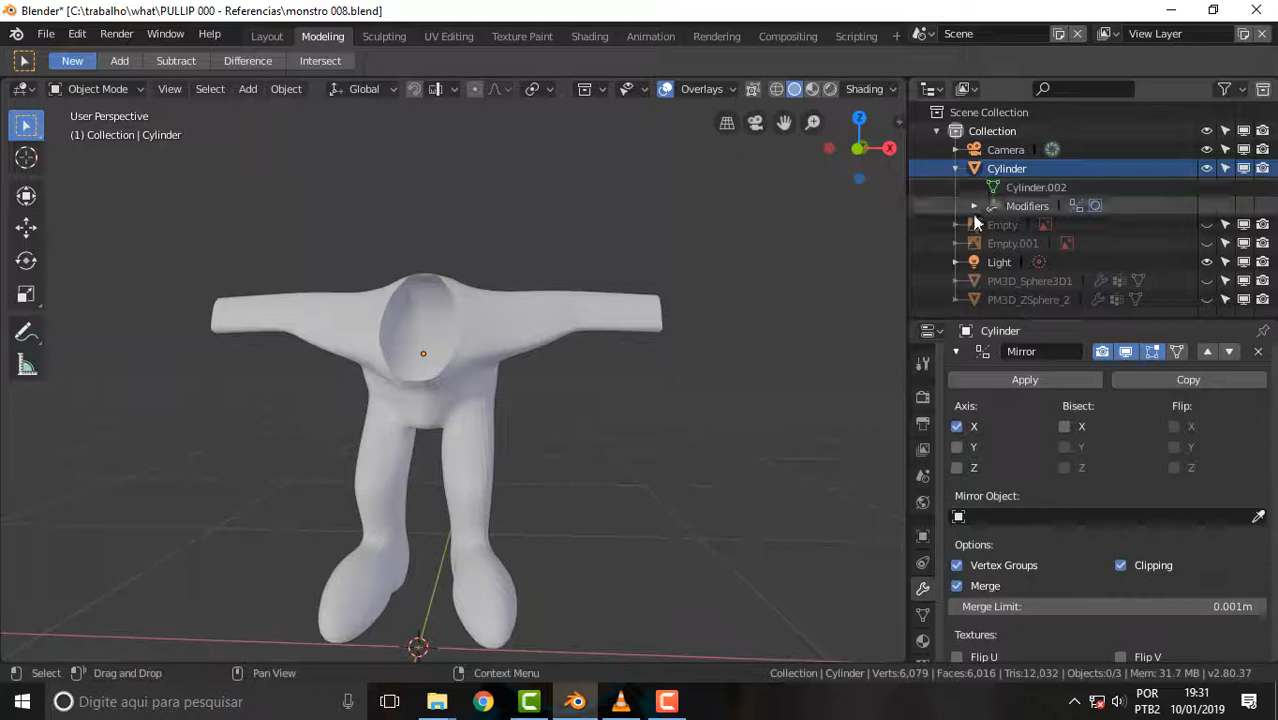 Blender* [C:\trabalho\what\PULLIP 000 - Referencias\monstro 008.blend]
File Edit Render Window Help Layout Modeling Sculpting UV Editing Texture Paint Shading Animation Rendering Compositing Scripting Scene View Layer
New Add Subtract Difference Intersect
Object Mode View Select Add Object Global Overlays Shading
User Perspective
(1) Collection | Cylinder
Z
X
Scene Collection
Collection
Camera
Cylinder
Cylinder.002
Modifiers
Empty
Empty.001
Light
PM3D_Sphere3D1
PM3D_ZSphere_2
Cylinder
Mirror
Apply Copy
Axis: Bisect: Flip:
X X X
Y Y Y
Z Z Z
Mirror Object:
Options:
Vertex Groups Clipping
Merge
Merge Limit: 0.001m
Textures:
Flip U Flip V
Select Drag and Drop Pan View Context Menu Collection | Cylinder | Verts:6,079 | Faces:6,016 | Tris:12,032 | Objects:0/3 | Mem: 31.7 MB | v2.80.37
Digite aqui para pesquisar
POR 19:31
PTB2 10/01/2019